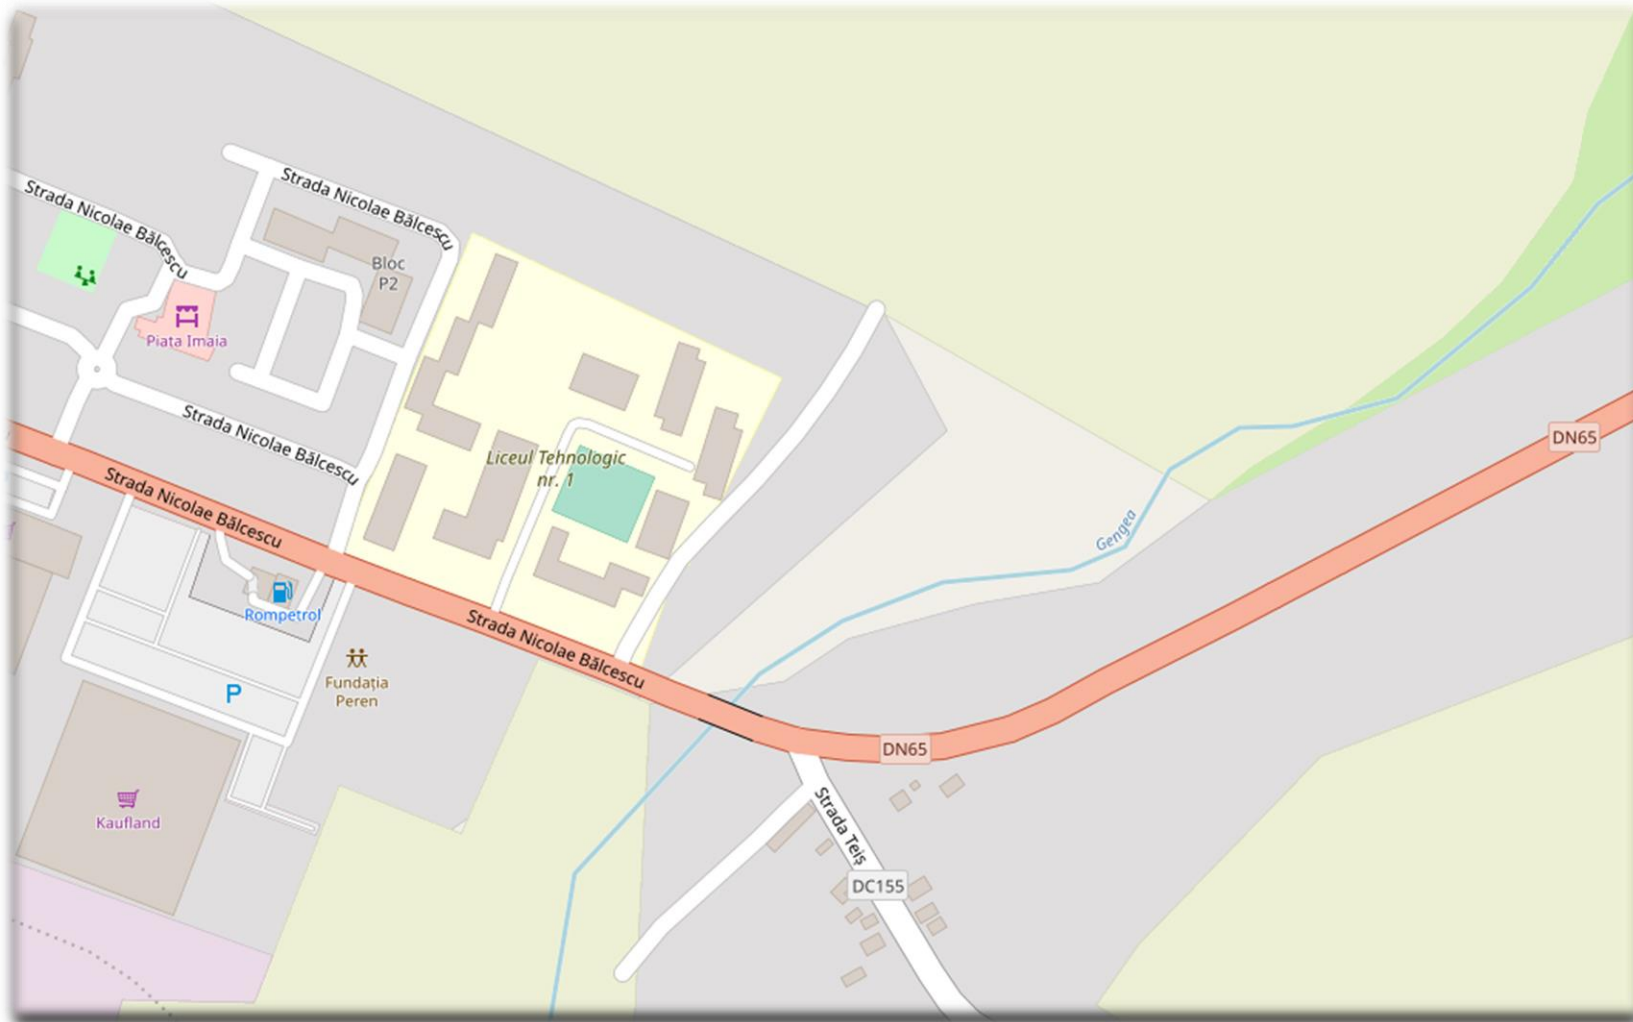 Strada Nicolae Bălcescu
Strada Nicolae Bălcescu
Bloc
P2
Piața Imaia
Strada Nicolae Bălcescu
DN65
Liceul Tehnologic
nr. 1
Strada Nicolae Bălcescu
Gengea
Rompetrol
Strada Nicolae Bălcescu
Fundația
Peren
P
DN65
Kaufland
Strada Teiș
DC155